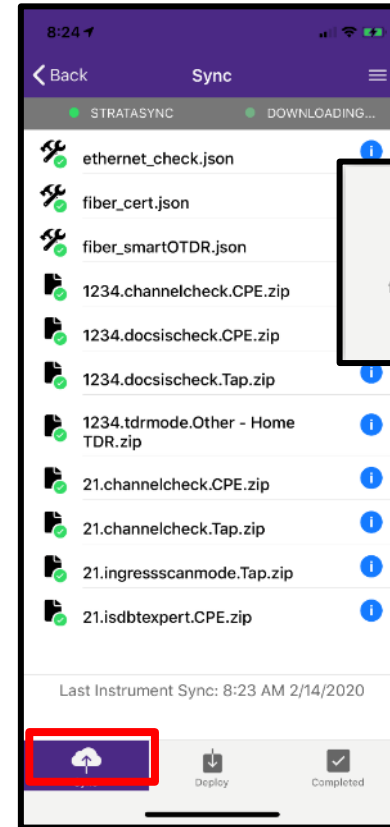 8:24
Back Sync
STRATASYNC DOWNLOADING...
ethernet_check.json
fiber_cert.json
fiber_smartOTDR.json
1234.channelcheck.CPE.zip
1234.docsischeck.CPE.zip
1234.docsischeck.Tap.zip
1234.tdrmode.Other - Home
TDR.zip
21.channelcheck.CPE.zip
21.channelcheck.Tap.zip
21.ingressscanmode.Tap.zip
21.isdbtexpert.CPE.zip
Last Instrument Sync: 8:23 AM 2/14/2020
Deploy Completed